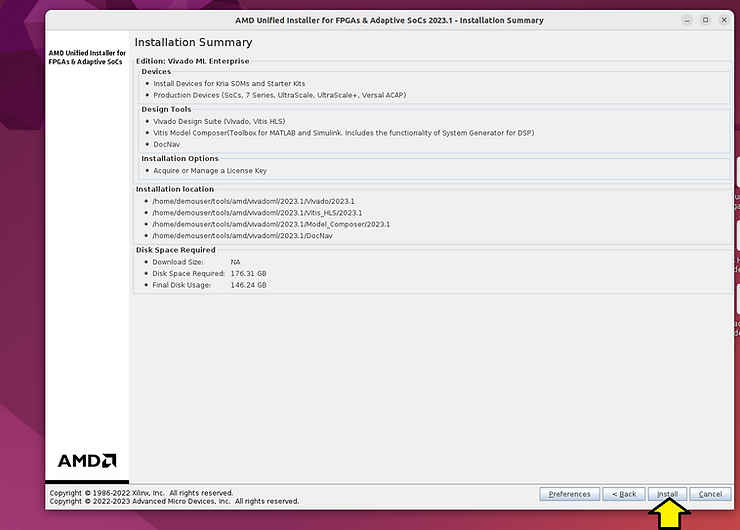 AMD Unified Installer for FPGAs & Adaptive SoCs 2023.1 - Installation Summary
AMD Unified Installer for
FPGAs & Adaptive SoCs
Installation Summary
Edition: Vivado ML Enterprise
Devices
Install Devices for Kria SOMs and Starter Kits
Production Devices (SoCs, 7 Series, UltraScale, UltraScale+, Versal ACAP)
Design Tools
Vivado Design Suite (Vivado, Vitis HLS)
Vitis Model Composer(Toolbox for MATLAB and Simulink. Includes the functionality of System Generator for DSP)
DocNav
Installation Options
Acquire or Manage a License Key
Installation location
/home/demouser/tools/amd/vivadoml/2023.1/Vivado/2023.1
/home/demouser/tools/amd/vivadoml/2023.1/Vitis_HLS/2023.1
/home/demouser/tools/amd/vivadoml/2023.1/Model_Composer/2023.1
/home/demouser/tools/amd/vivadoml/2023.1/DocNav
Disk Space Required
Download Size: NA
Disk Space Required: 176.31 GB
Final Disk Usage: 146.24 GB
AMD
Copyright © 1986-2022 Xilinx, Inc. All rights reserved.
Copyright © 2022-2023 Advanced Micro Devices, Inc. All rights reserved.
Preferences < Back Install Cancel